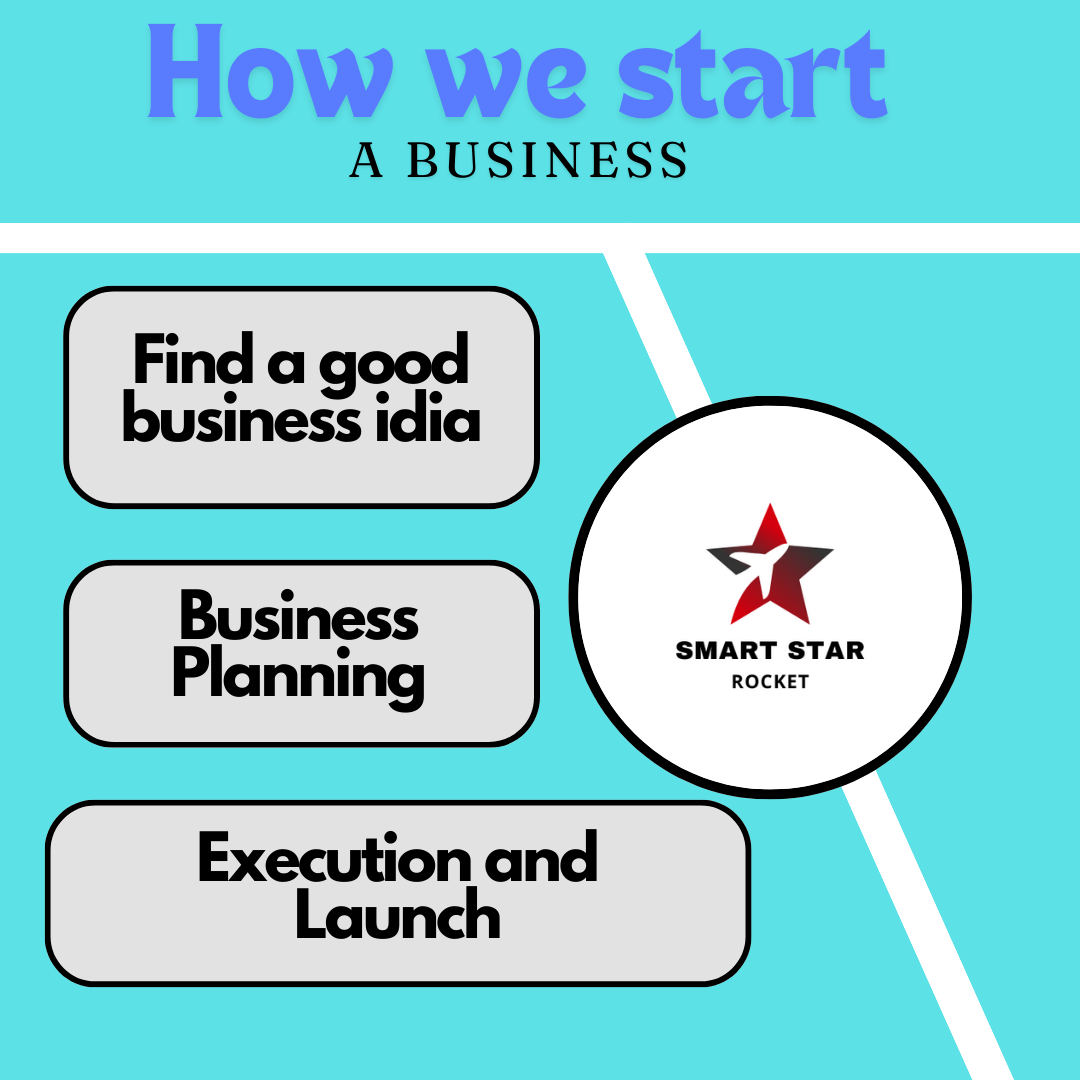 How we start
A BUSINESS
Find a good
business idia
Business
Planning
Execution and
Launch
SMART STAR
ROCKET